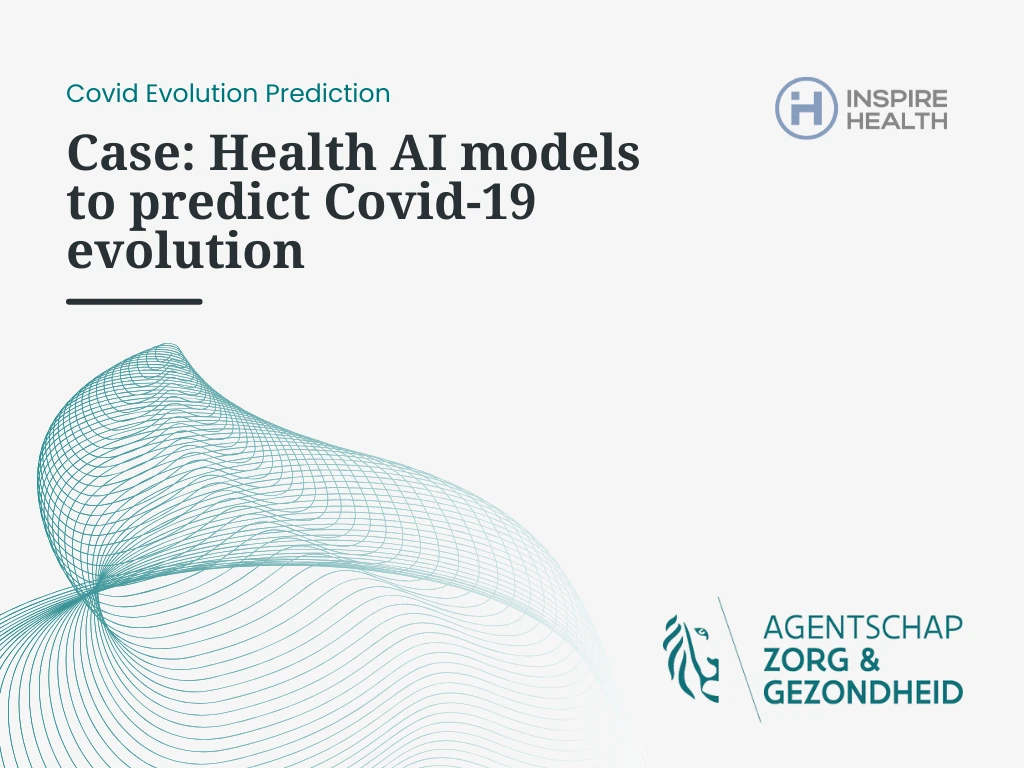 Covid Evolution Prediction
Case: Health AI models
to predict Covid-19
evolution
INSPIRE
HEALTH
AGENTSCHAP
ZORG &
GEZONDHEID